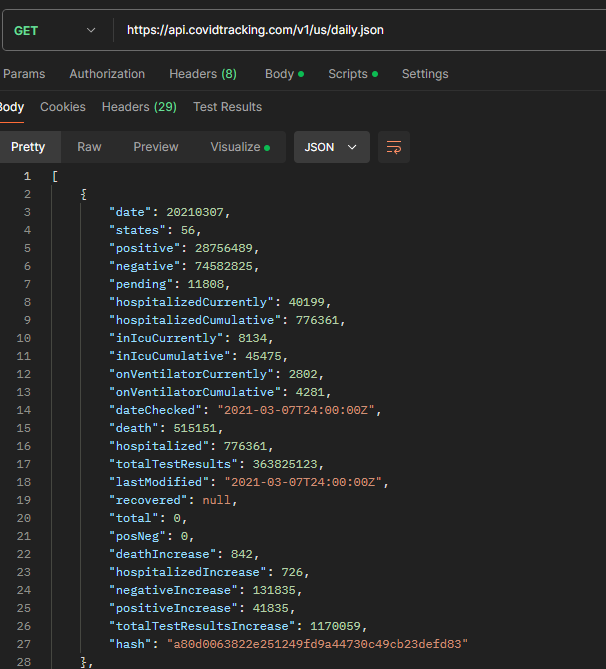 GET https://api.covidtracking.com/v1/us/daily.json
Params Authorization Headers (8) Body Scripts Settings
Body Cookies Headers (29) Test Results
Pretty Raw Preview Visualize JSON
1 [
2 {
3 "date": 20210307,
4 "states": 56,
5 "positive": 28756489,
6 "negative": 74582825,
7 "pending": 11808,
8 "hospitalizedCurrently": 40199,
9 "hospitalizedCumulative": 776361,
10 "inIcuCurrently": 8134,
11 "inIcuCumulative": 45475,
12 "onVentilatorCurrently": 2802,
13 "onVentilatorCumulative": 4281,
14 "dateChecked": "2021-03-07T24:00:00Z",
15 "death": 515151,
16 "hospitalized": 776361,
17 "totalTestResults": 363825123,
18 "lastModified": "2021-03-07T24:00:00Z",
19 "recovered": null,
20 "total": 0,
21 "posNeg": 0,
22 "deathIncrease": 842,
23 "hospitalizedIncrease": 726,
24 "negativeIncrease": 131835,
25 "positiveIncrease": 41835,
26 "totalTestResultsIncrease": 1170059,
27 "hash": "a80d0063822e251249fd9a44730c49cb23defd83"
28 },